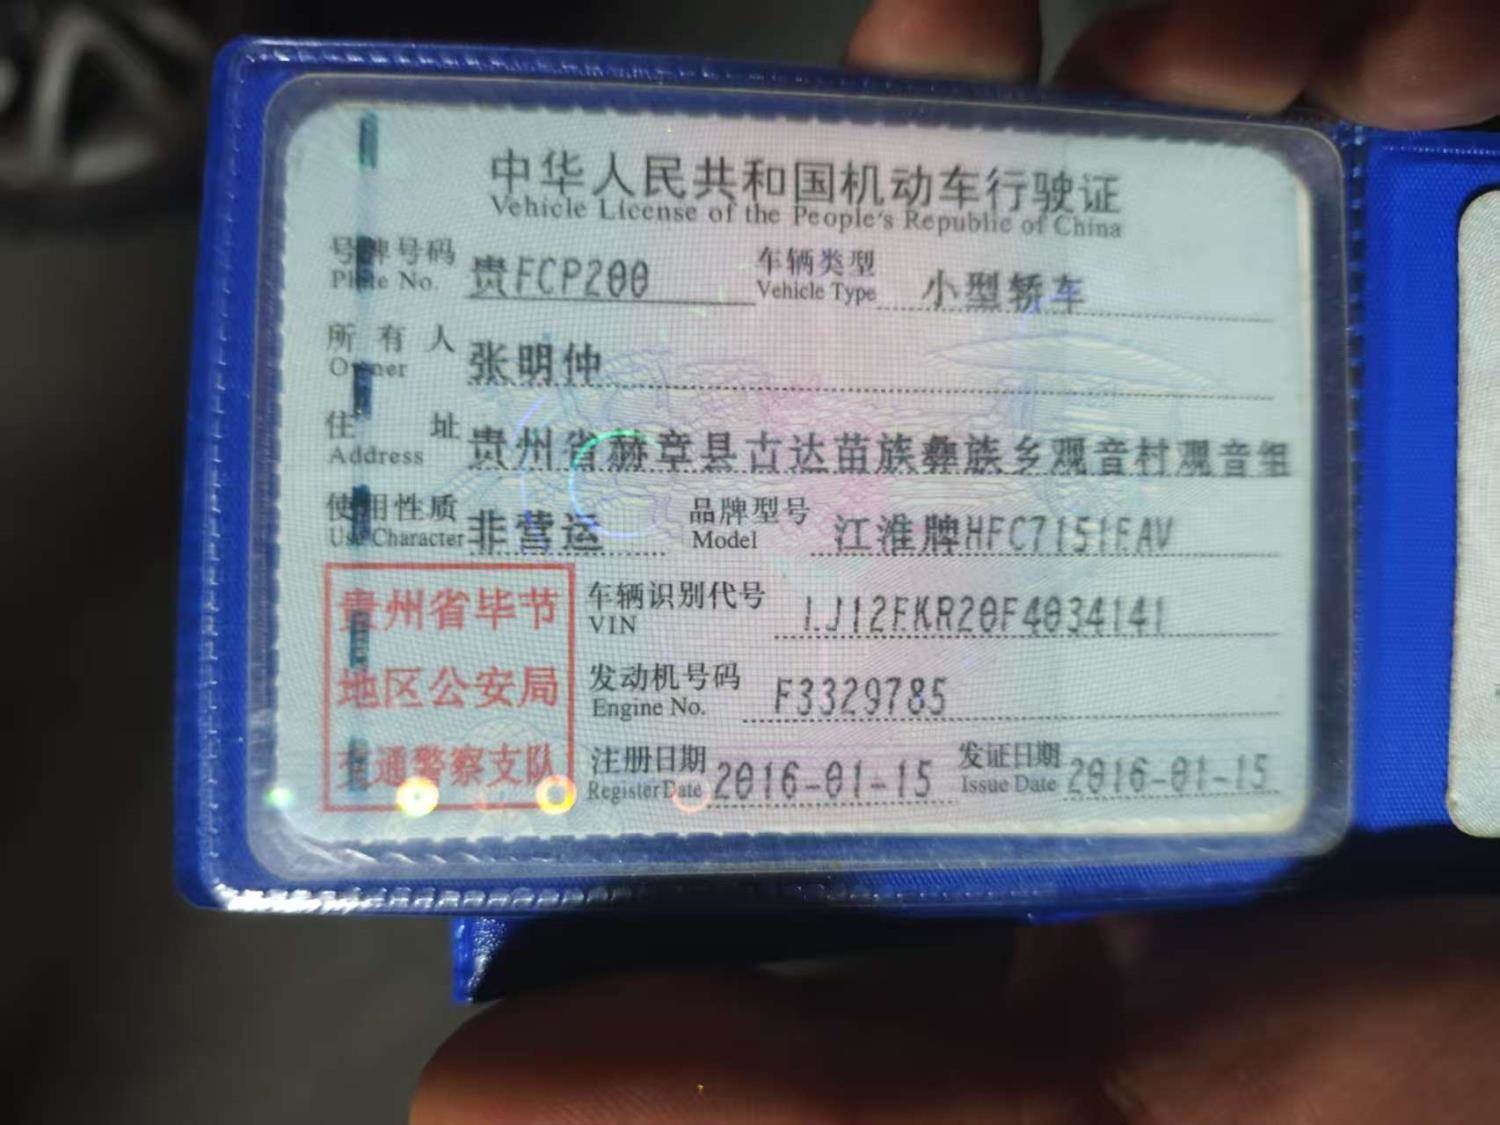 中华人民共和国机动车行驶证
Vehicle License of the People's Republic of China
号牌号码 贵FCP200 车辆类型 小型轿车
Plate No. Vehicle Type
所有人 张明仲
Owner
住址 贵州省赫章县古达苗族彝族乡观音村观音组
Address
使用性质 非营运 品牌型号 江淮牌HFC7151EAV
Use Character Model
贵州省毕节
地区公安局
交通警察支队
车辆识别代号 LJ12EKR20F4034141
VIN
发动机号码 F3329785
Engine No.
注册日期 2016-01-15 发证日期 2016-01-15
Register Date Issue Date